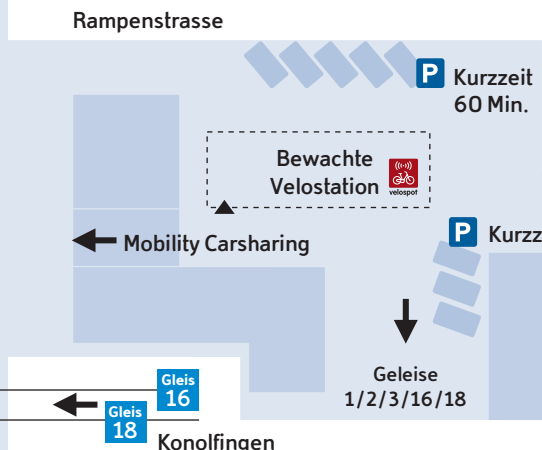 Rampenstrasse
P Kurzzeit
60 Min.
Bewachte
Velostation
velospot
P Kurzz
Mobility Carsharing
Geleise
1/2/3/16/18
Gleis
16
Gleis
18
Konolfingen